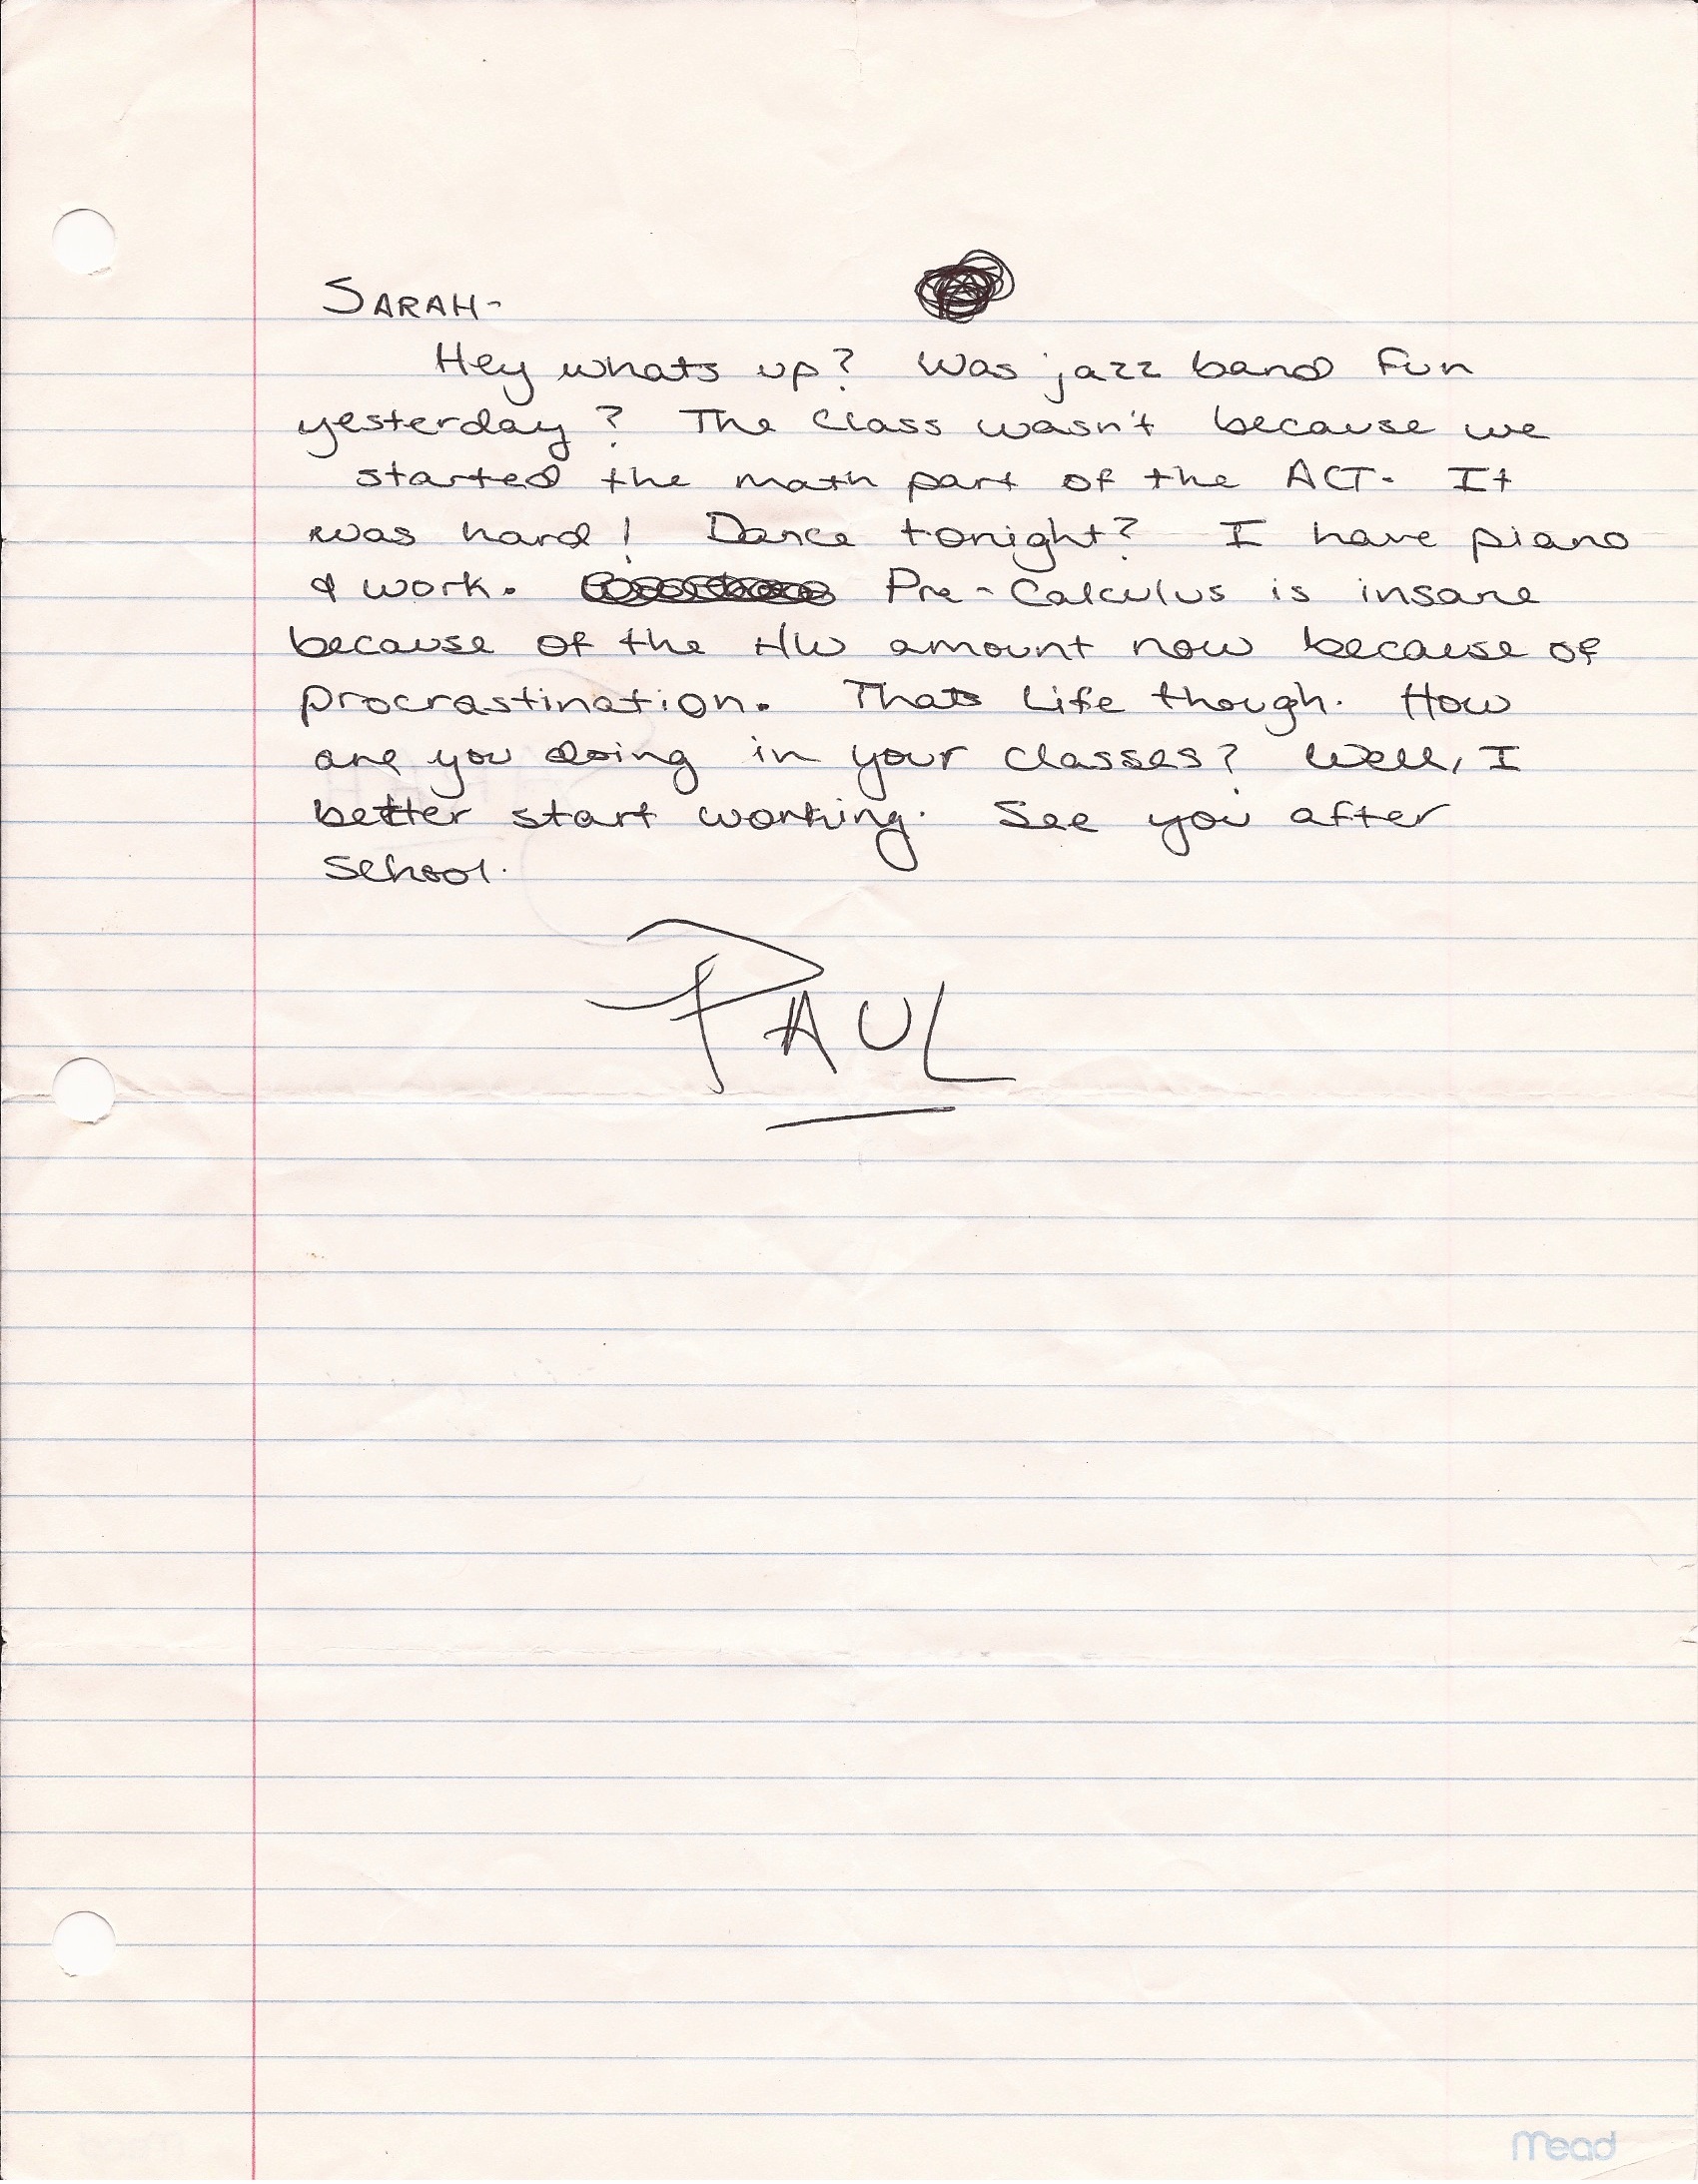 SARAH-
Hey whats up? Was jazz band fun
yesterday? The class wasn't because we
started the math part of the ACT. It
was hard! Dance tonight? I have piano
& work. Pre-Calculus is insane
because of the HW amount now because of
procrastination. Thats life though. How
are you doing in your classes? Well, I
better start working. See you after
school.
PAUL
Mead